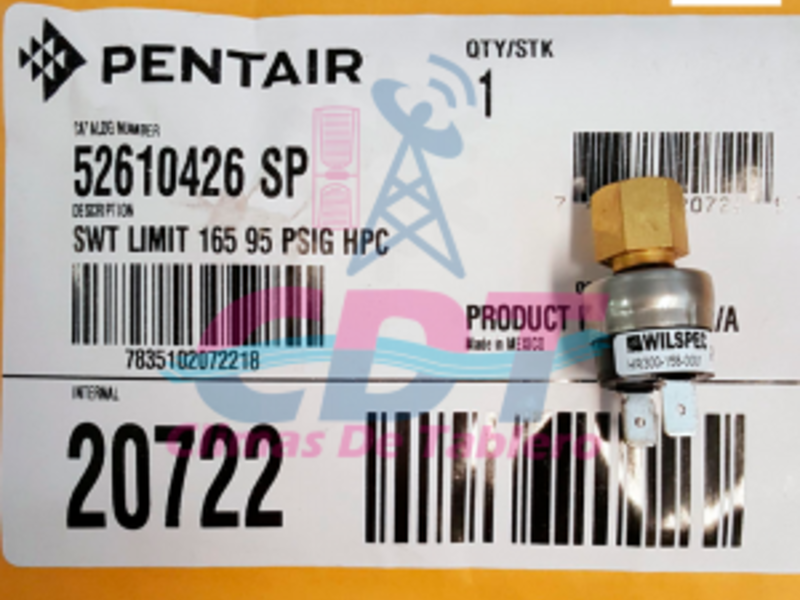 PENTAIR
QTY/STK
1
CATALOG NUMBER
52610426 SP
DESCRIPTION
SWT LIMIT 165 95 PSIG HPC
7835102072218
PRODUCT
/A
Made in MEXICO
WILSPEC
INTERNAL
20722
CDT
Climas De Tablero